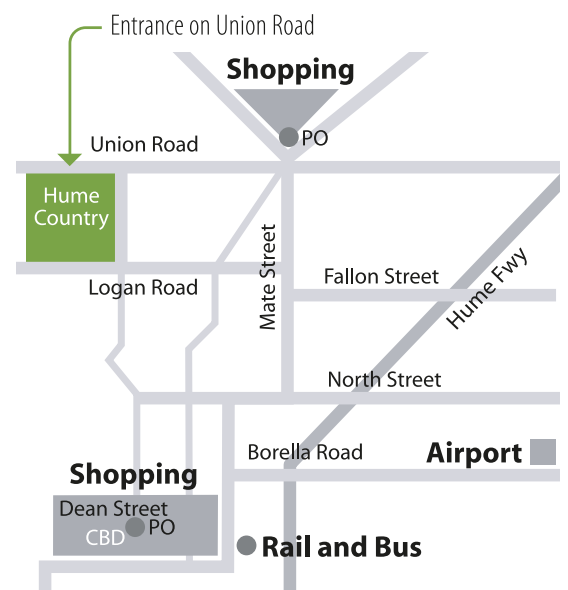 Entrance on Union Road
Shopping
PO
Union Road
Hume
Country
Mate Street
Fallon Street
Hume Fwy
Logan Road
North Street
Borella Road
Airport
Shopping
Dean Street
PO
CBD
Rail and Bus